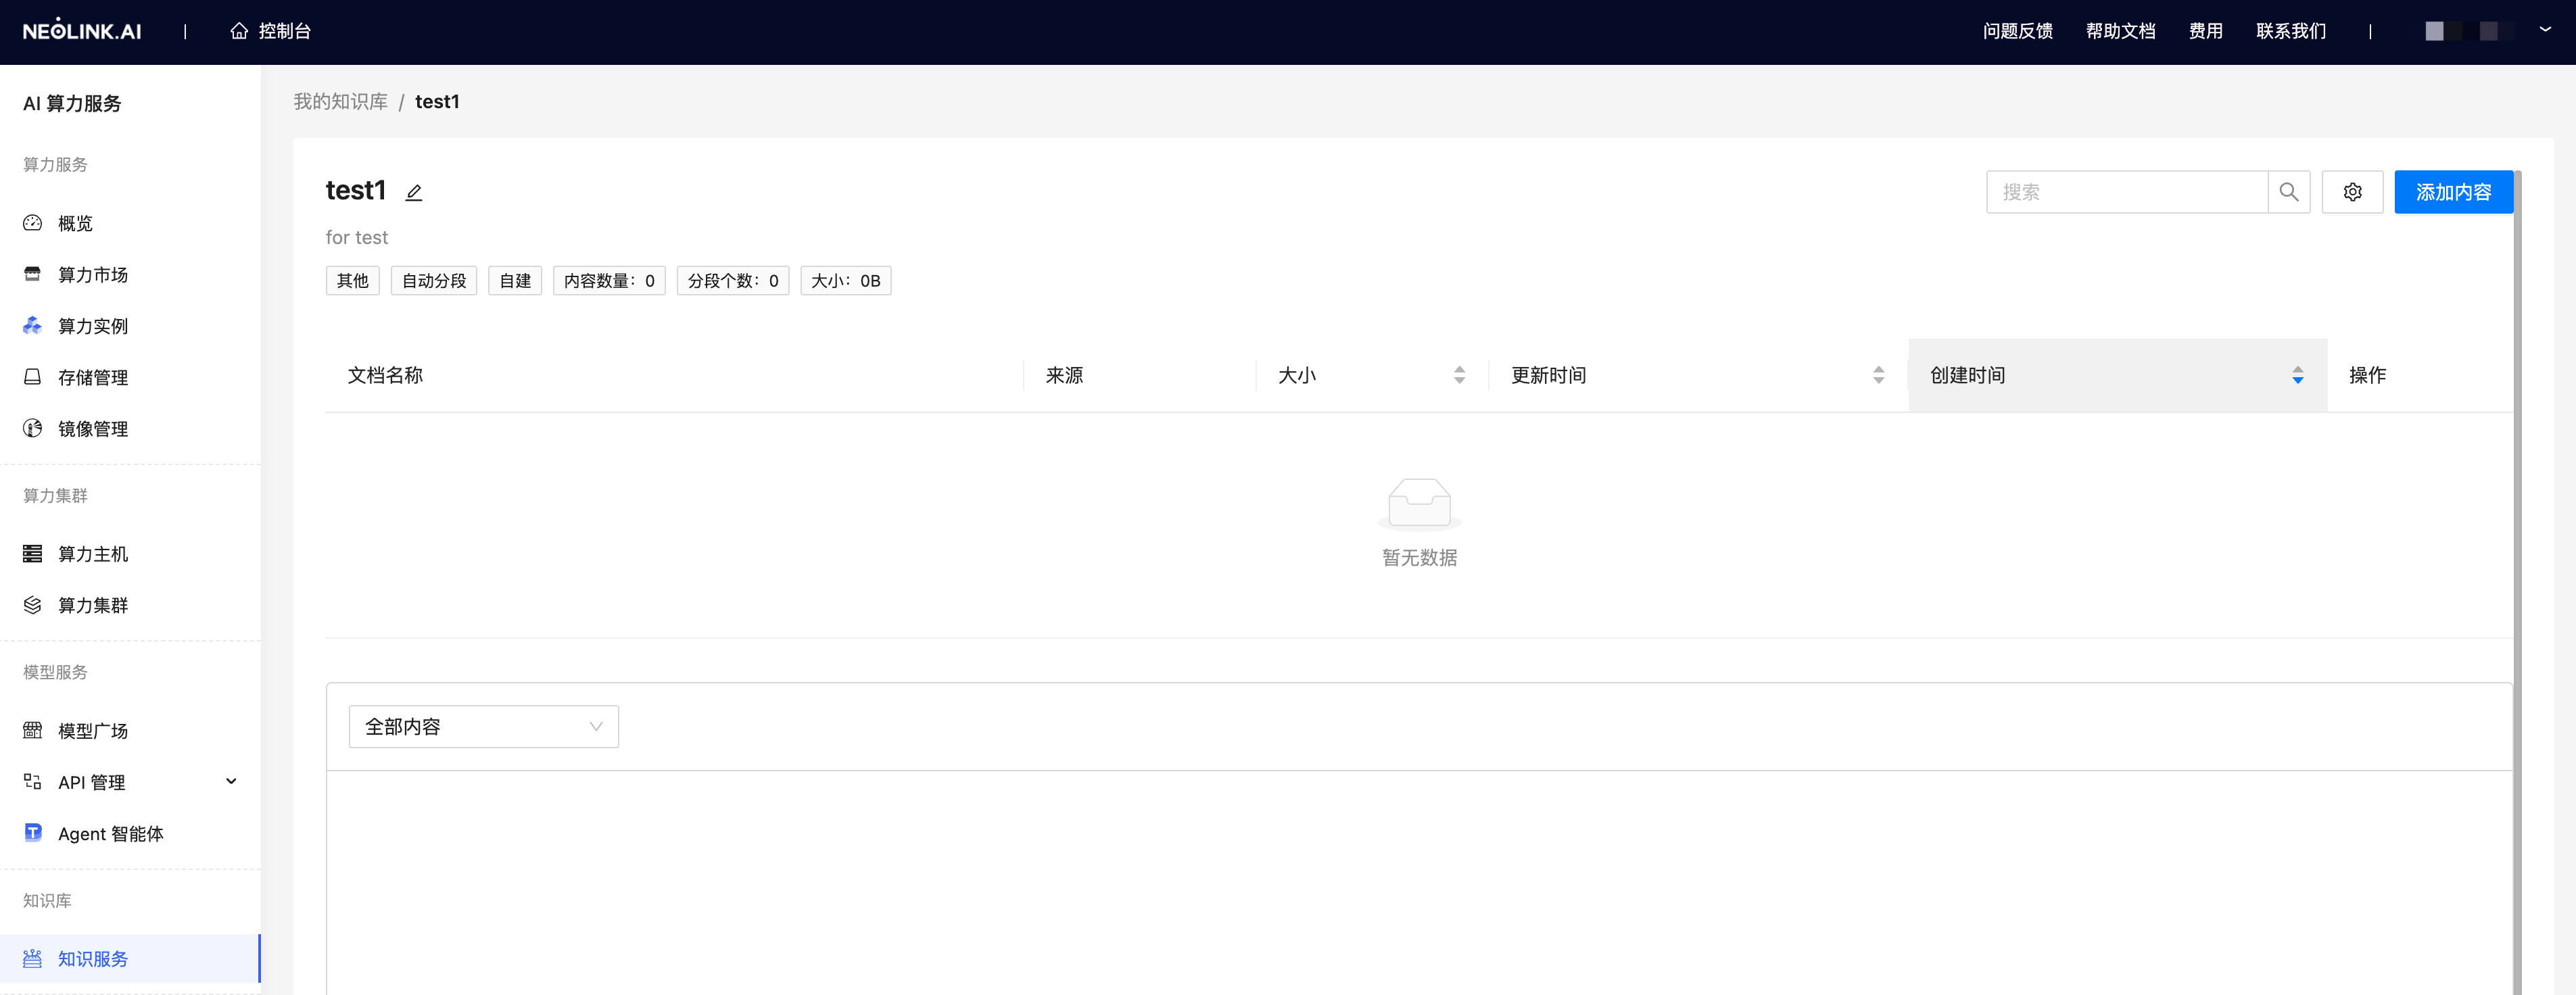 NEOLINK.AI | 控制台 问题反馈 帮助文档 费用 联系我们 |
AI 算力服务
算力服务
概览
算力市场
算力实例
存储管理
镜像管理
算力集群
算力主机
算力集群
模型服务
模型广场
API 管理
Agent 智能体
知识库
知识服务
我的知识库 / test1
test1
搜索
添加内容
for test
其他 自动分段 自建 内容数量：0 分段个数：0 大小：0B
文档名称 来源 大小 更新时间 创建时间 操作
暂无数据
全部内容